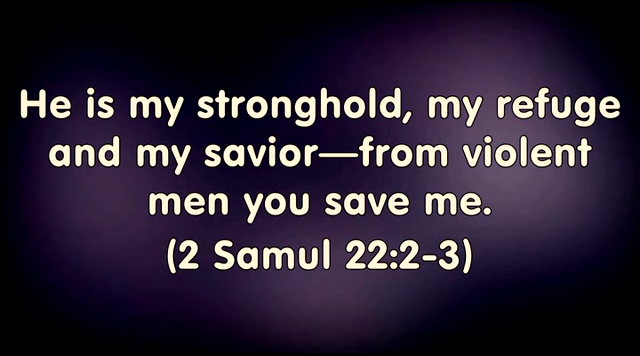 He is my stronghold, my refuge
and my savior—from violent
men you save me.
(2 Samul 22:2-3)